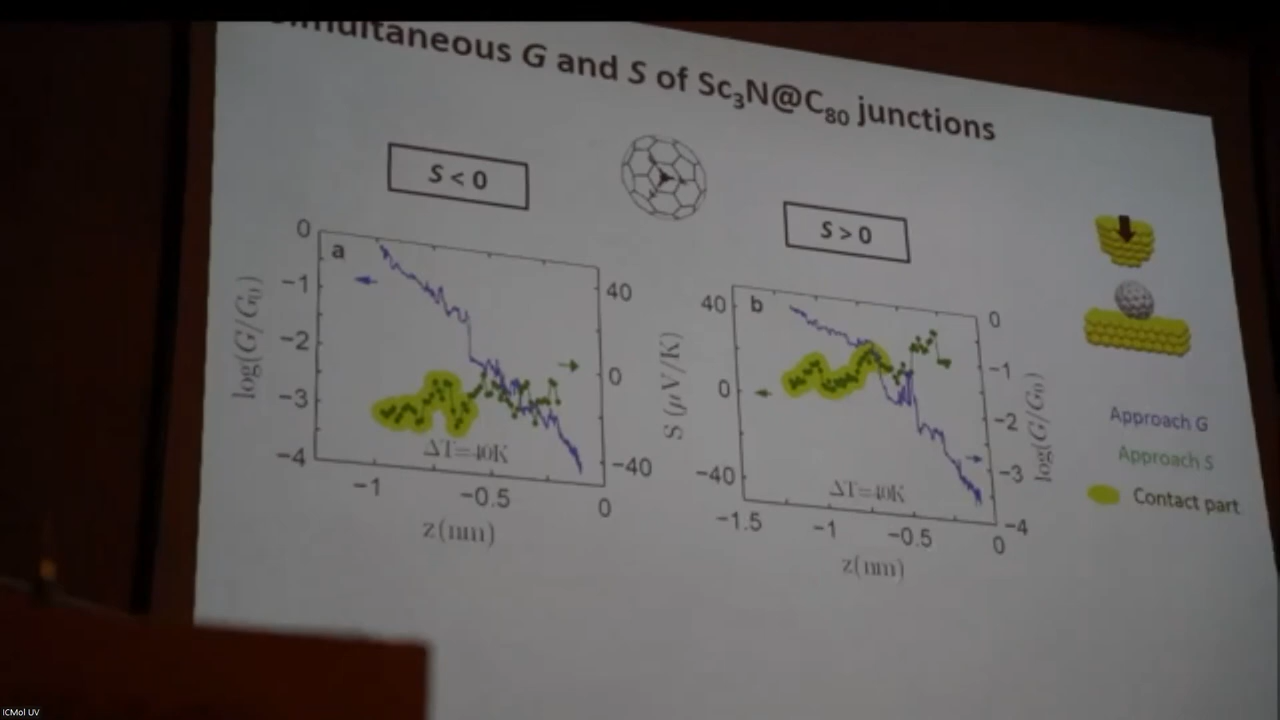 Simultaneous G and S of Sc₃N@C₈₀ junctions
S < 0
S > 0
a
0
−1
−2
−3
−4
log(G/G₀)
40
0
−40
S (μV/K)
ΔT=40K
−1
−0.5
0
z(nm)
b
40
0
−40
0
−1
−2
−3
−4
log(G/G₀)
ΔT=40K
−1.5
−1
−0.5
0
z(nm)
Approach G
Approach S
Contact part
ICMol UV